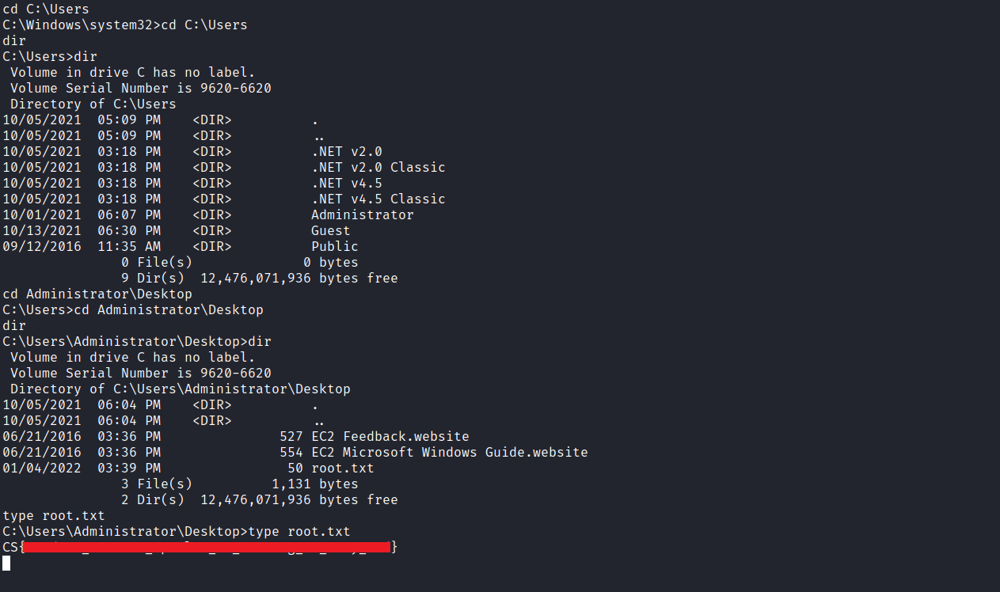 cd C:\Users
C:\Windows\system32>cd C:\Users
dir
C:\Users>dir
 Volume in drive C has no label.
 Volume Serial Number is 9620-6620
 Directory of C:\Users
10/05/2021  05:09 PM    <DIR>          .
10/05/2021  05:09 PM    <DIR>          ..
10/05/2021  03:18 PM    <DIR>          .NET v2.0
10/05/2021  03:18 PM    <DIR>          .NET v2.0 Classic
10/05/2021  03:18 PM    <DIR>          .NET v4.5
10/05/2021  03:18 PM    <DIR>          .NET v4.5 Classic
10/01/2021  06:07 PM    <DIR>          Administrator
10/13/2021  06:30 PM    <DIR>          Guest
09/12/2016  11:35 AM    <DIR>          Public
               0 File(s)              0 bytes
               9 Dir(s)  12,476,071,936 bytes free
cd Administrator\Desktop
C:\Users>cd Administrator\Desktop
dir
C:\Users\Administrator\Desktop>dir
 Volume in drive C has no label.
 Volume Serial Number is 9620-6620
 Directory of C:\Users\Administrator\Desktop
10/05/2021  06:04 PM    <DIR>          .
10/05/2021  06:04 PM    <DIR>          ..
06/21/2016  03:36 PM               527 EC2 Feedback.website
06/21/2016  03:36 PM               554 EC2 Microsoft Windows Guide.website
01/04/2022  03:39 PM                50 root.txt
               3 File(s)          1,131 bytes
               2 Dir(s)  12,476,071,936 bytes free
type root.txt
C:\Users\Administrator\Desktop>type root.txt
CS{ }